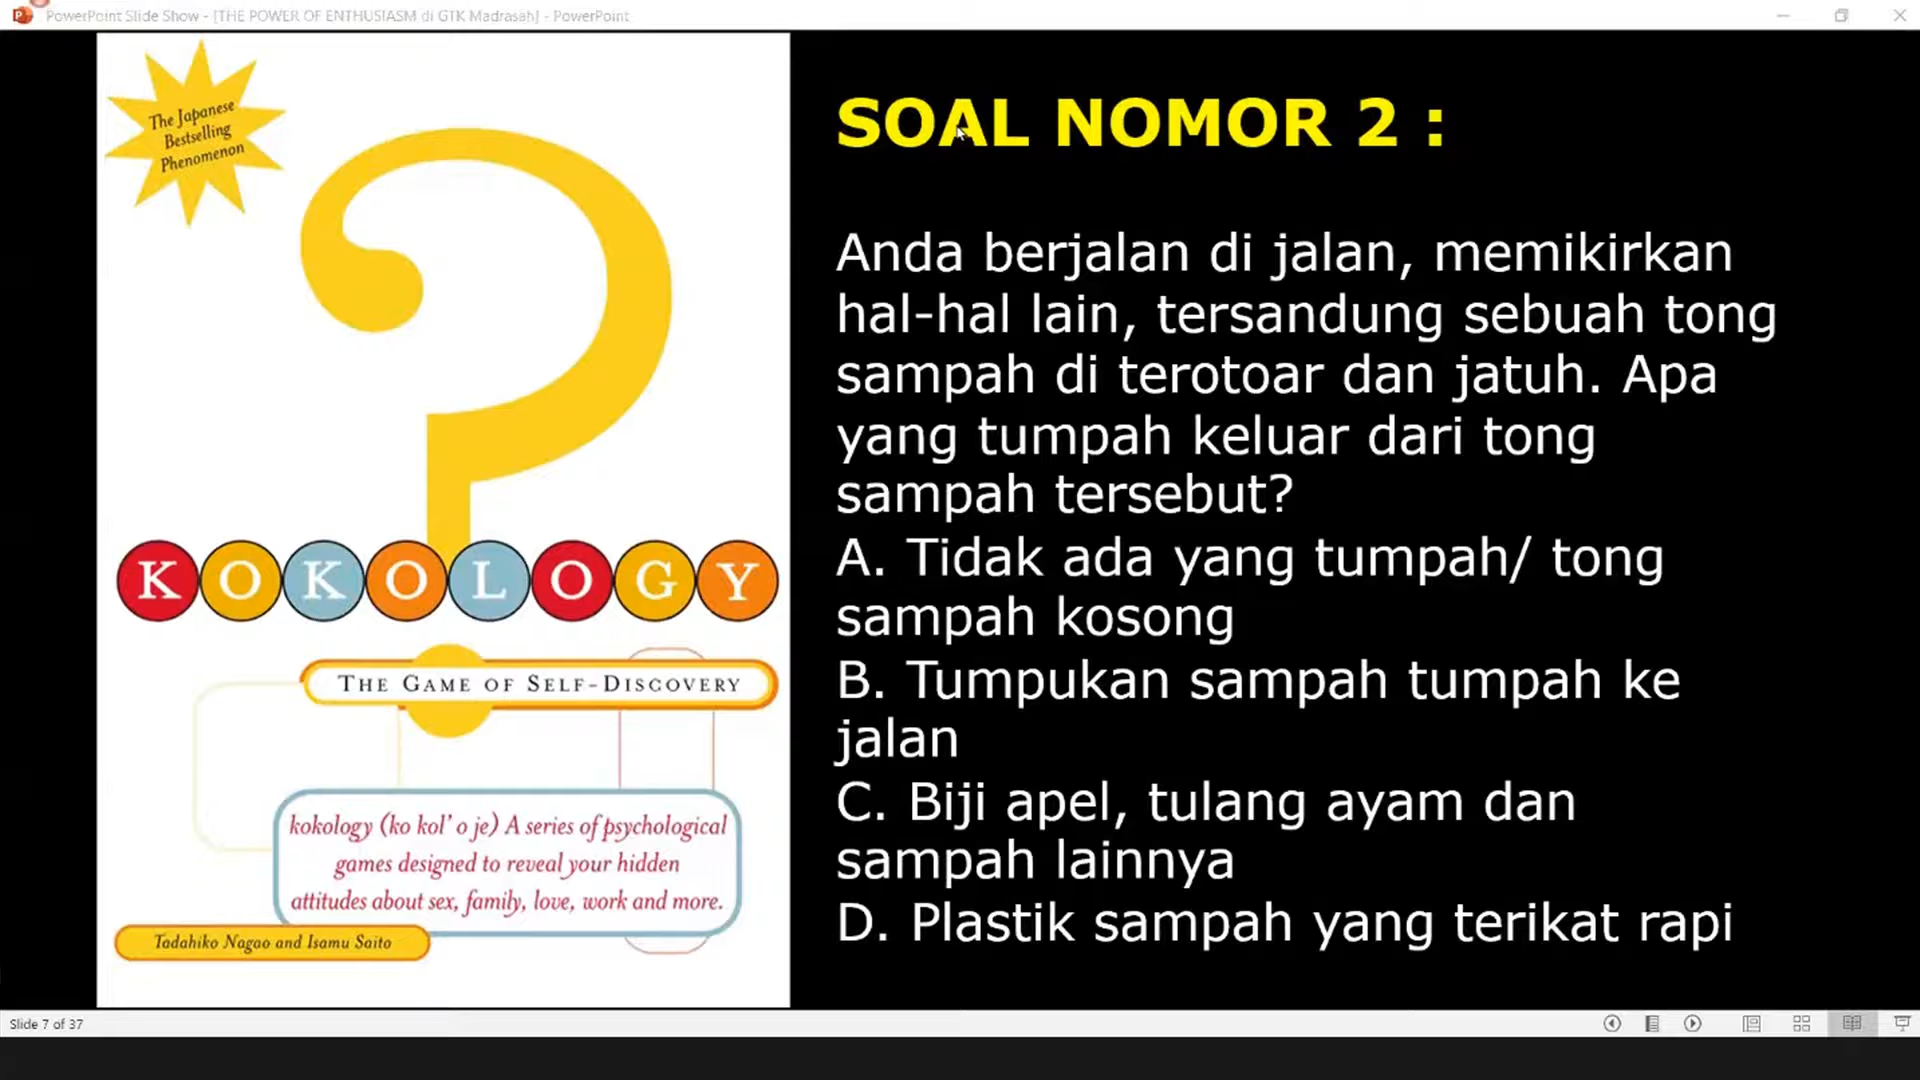 PowerPoint Slide Show - [THE POWER OF ENTHUSIASM di GTK Madrasah] - PowerPoint
The Japanese
Bestselling
Phenomenon
KOKOLOGY
THE GAME OF SELF-DISCOVERY
kokology (ko kol' o je) A series of psychological
games designed to reveal your hidden
attitudes about sex, family, love, work and more.
Tadahiko Nagao and Isamu Saito
SOAL NOMOR 2 :
Anda berjalan di jalan, memikirkan
hal-hal lain, tersandung sebuah tong
sampah di terotoar dan jatuh. Apa
yang tumpah keluar dari tong
sampah tersebut?
A. Tidak ada yang tumpah/ tong
sampah kosong
B. Tumpukan sampah tumpah ke
jalan
C. Biji apel, tulang ayam dan
sampah lainnya
D. Plastik sampah yang terikat rapi
Slide 7 of 37